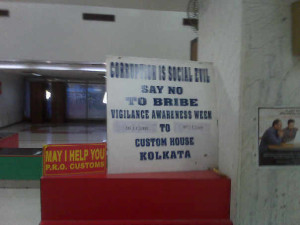 CORRUPTION IS SOCIAL EVIL
SAY NO
TO BRIBE
VIGILANCE AWARENESS WEEK
TO
CUSTOM HOUSE
KOLKATA
MAY I HELP YOU
P.R.O. CUSTOMS